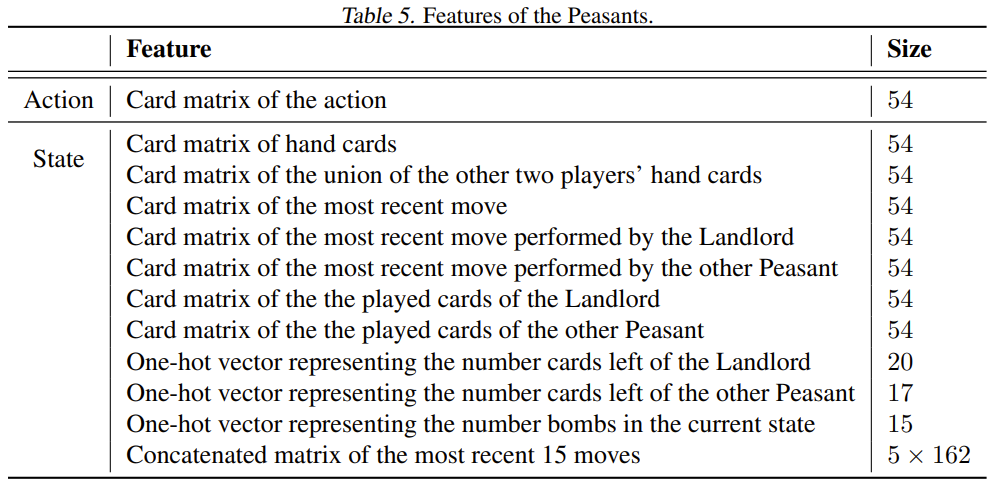 Table 5. Features of the Peasants.
Feature Size
Action Card matrix of the action 54
State Card matrix of hand cards 54
Card matrix of the union of the other two players' hand cards 54
Card matrix of the most recent move 54
Card matrix of the most recent move performed by the Landlord 54
Card matrix of the most recent move performed by the other Peasant 54
Card matrix of the the played cards of the Landlord 54
Card matrix of the the played cards of the other Peasant 54
One-hot vector representing the number cards left of the Landlord 20
One-hot vector representing the number cards left of the other Peasant 17
One-hot vector representing the number bombs in the current state 15
Concatenated matrix of the most recent 15 moves 5 × 162